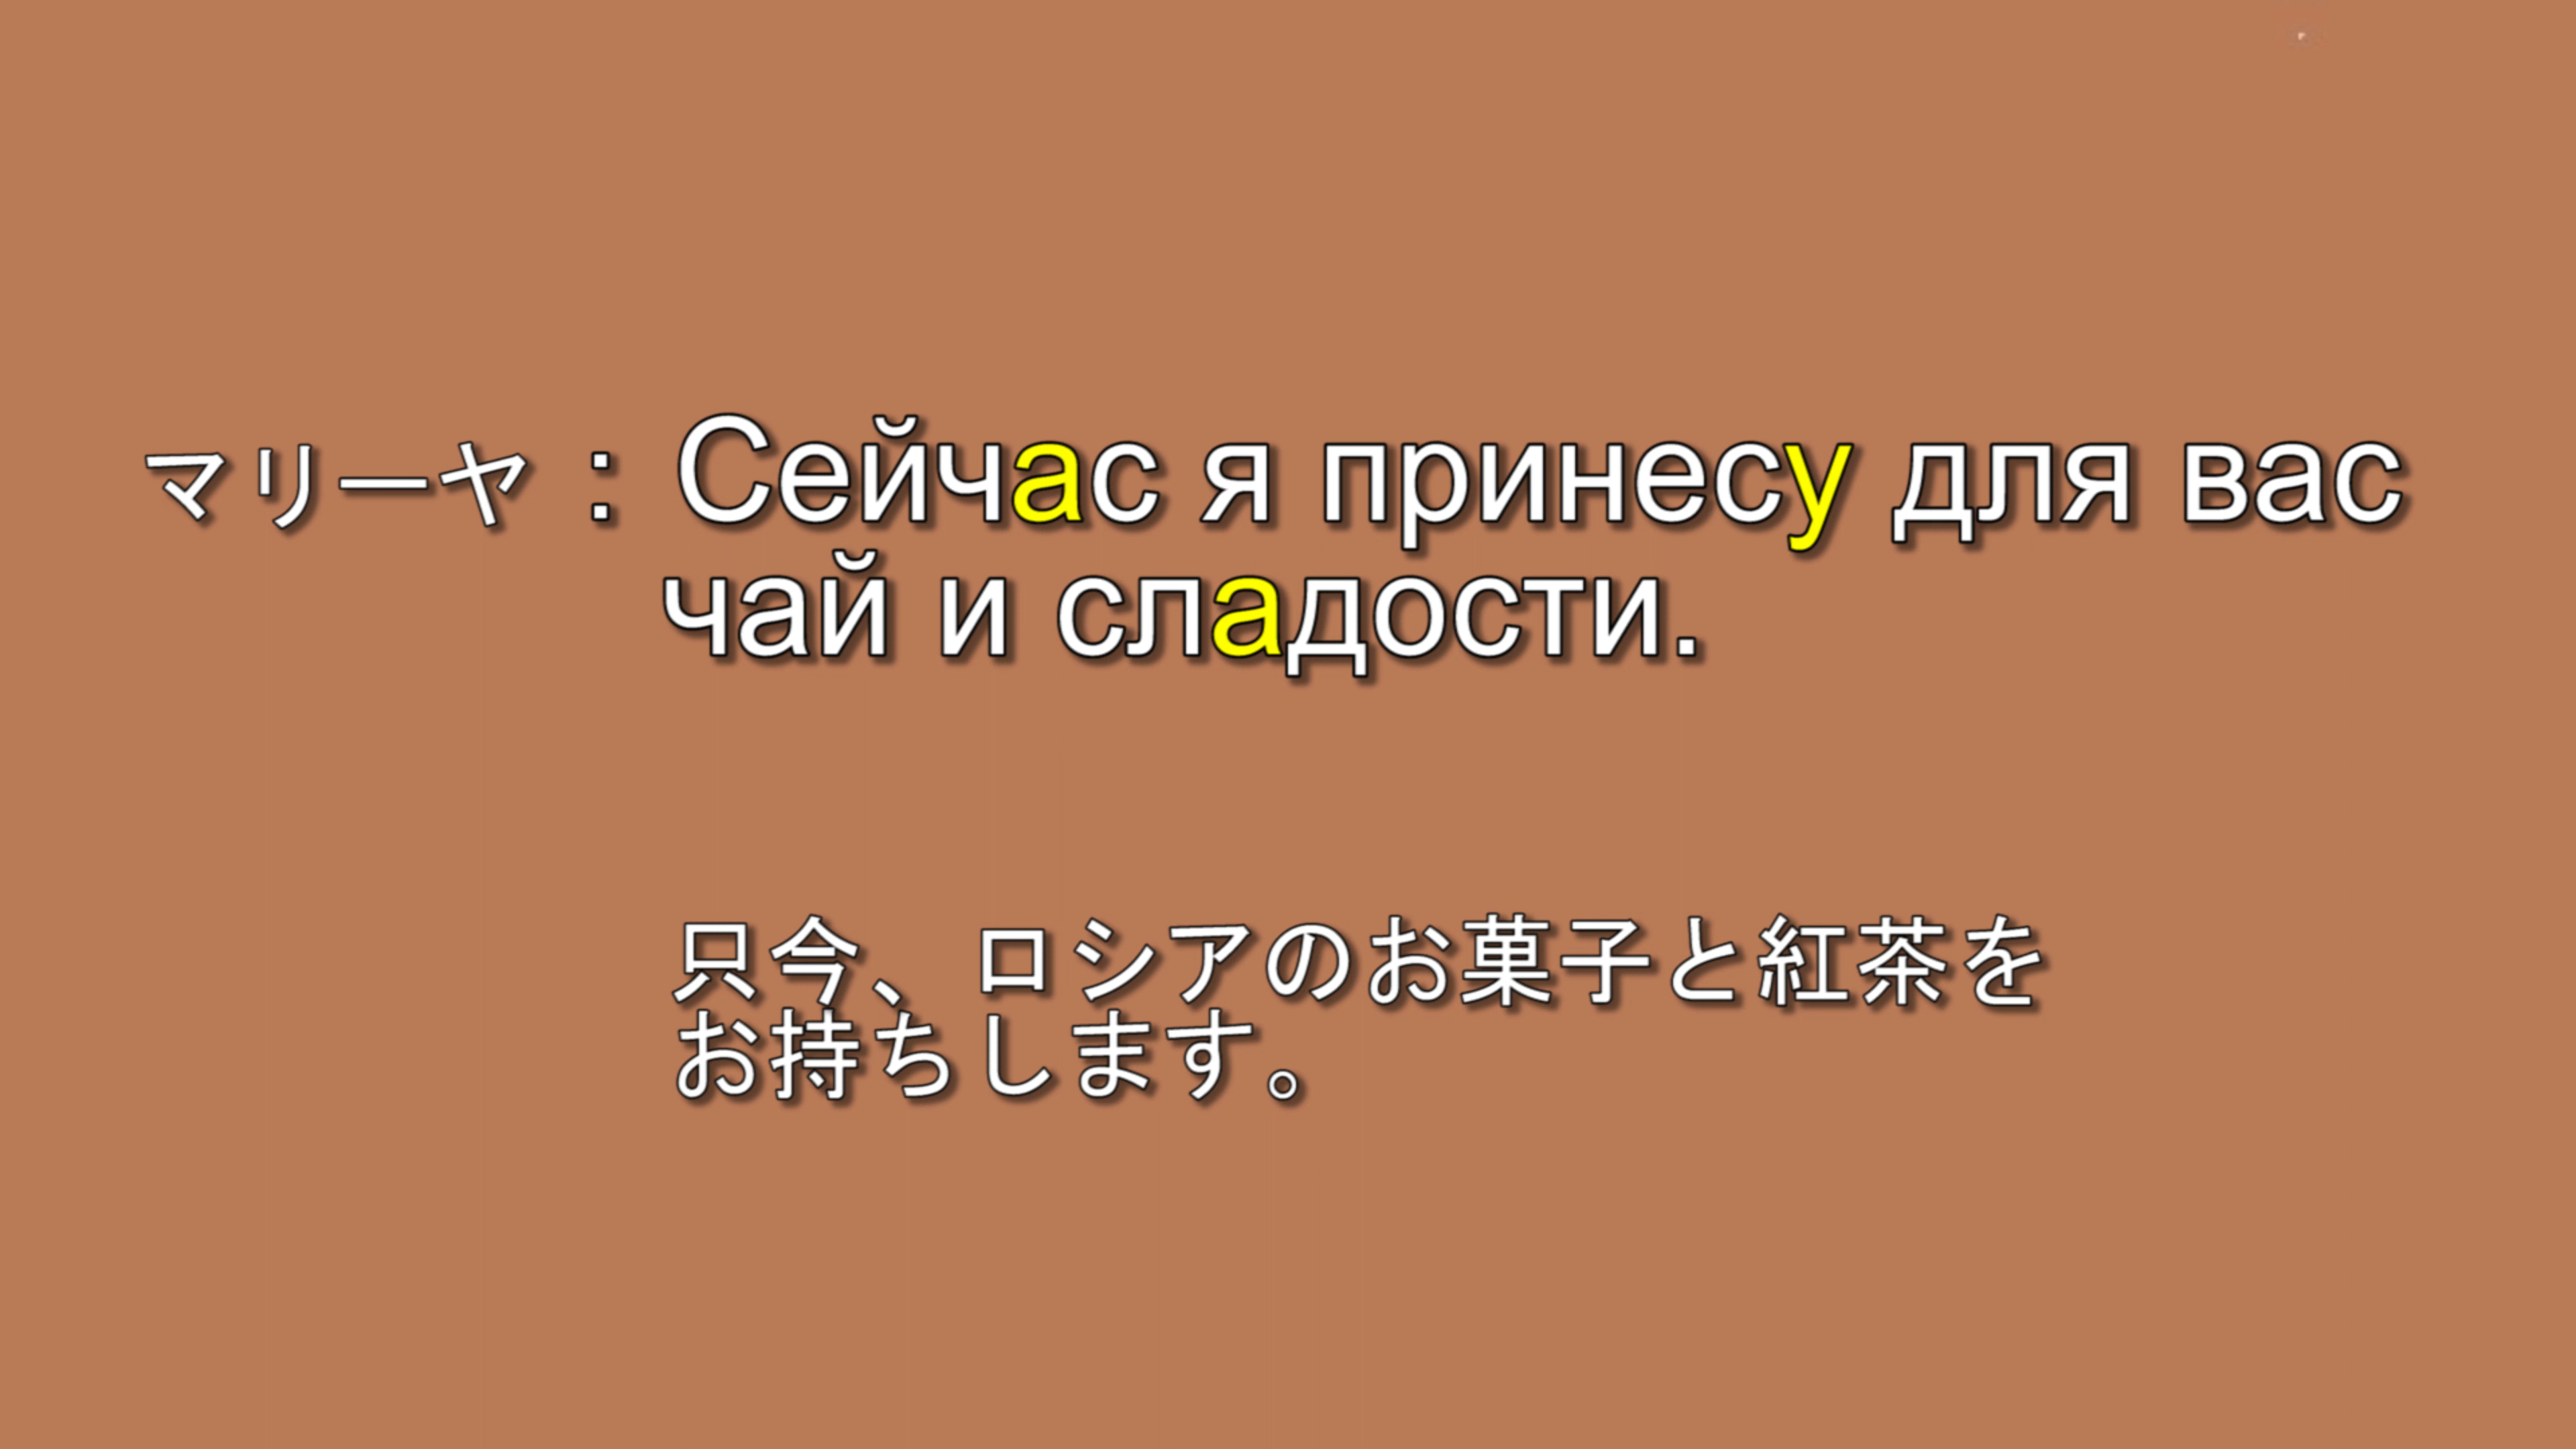 マリーヤ：Сейчас я принесу для вас
чай и сладости.
只今、ロシアのお菓子と紅茶を
お持ちします。